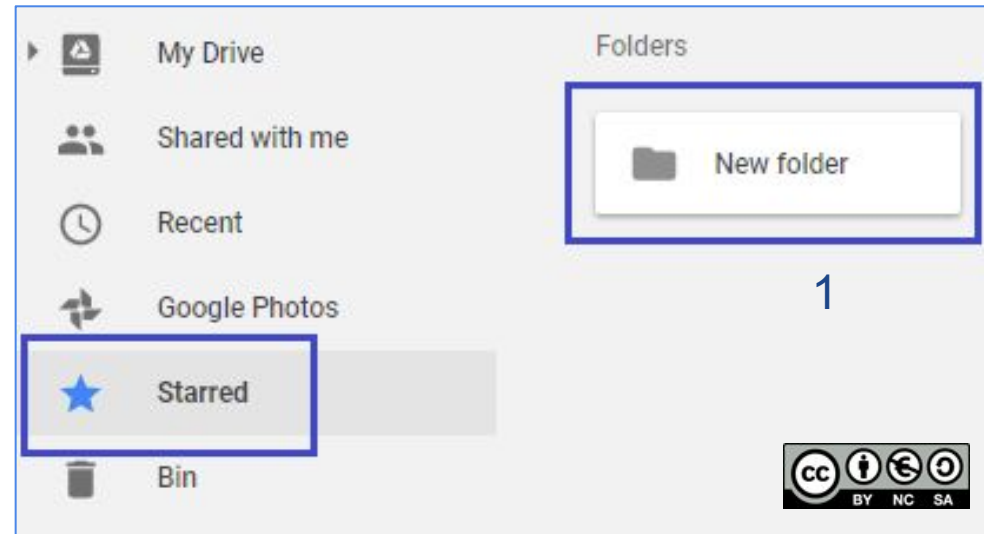 My Drive
Shared with me
Recent
Google Photos
Starred
Bin
Folders
New folder
1
cc
BY NC SA